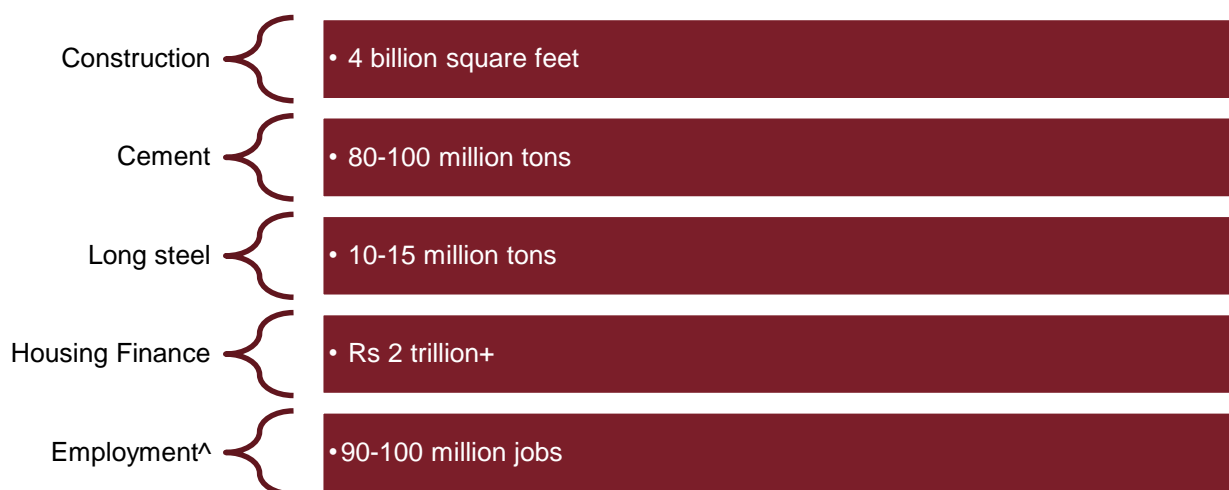 Construction
• 4 billion square feet
Cement
• 80-100 million tons
Long steel
• 10-15 million tons
Housing Finance
• Rs 2 trillion+
Employment^
•90-100 million jobs